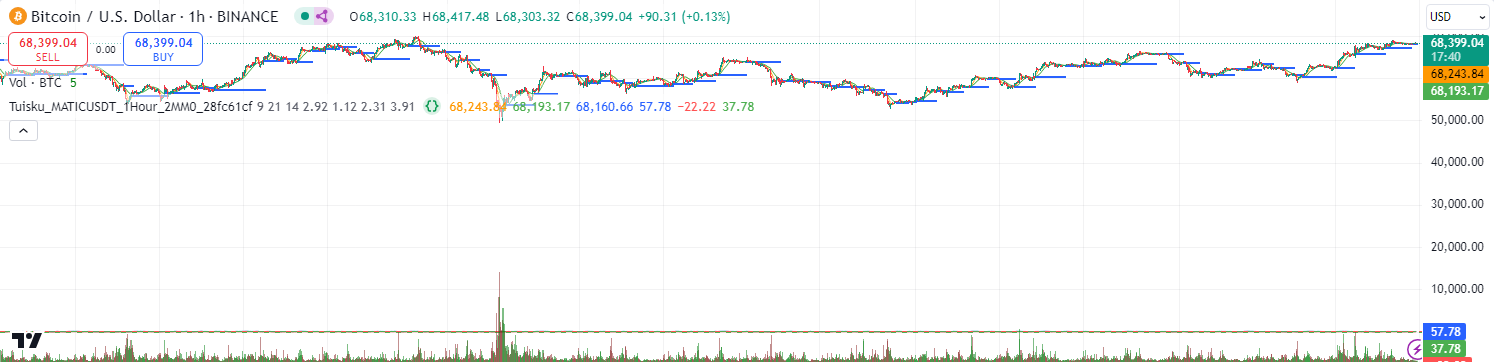 Bitcoin / U.S. Dollar · 1h · BINANCE O68,310.33 H68,417.48 L68,303.32 C68,399.04 +90.31 (+0.13%)
USD
68,399.04
SELL
0.00
68,399.04
BUY
Vol · BTC 5
Tuisku_MATICUSDT_1Hour_2MM0_28fc61cf 9 21 14 2.92 1.12 2.31 3.91 {} 68,243.84 68,193.17 68,160.66 57.78 −22.22 37.78
68,399.04
17:40
68,243.84
68,193.17
50,000.00
40,000.00
30,000.00
20,000.00
10,000.00
57.78
37.78